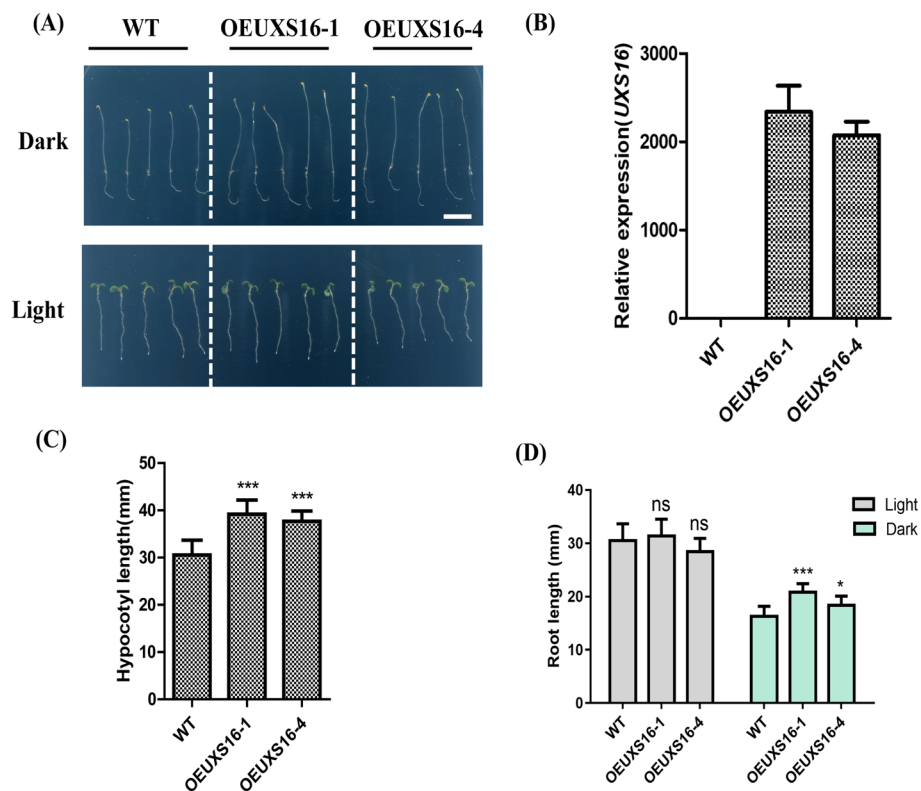 (A)
WT
OEUXS16-1
OEUXS16-4
Dark
Light
(B)
Relative expression(UXS16)
3000
2000
1000
0
WT
OEUXS16-1
OEUXS16-4
(C)
Hypocotyl length(mm)
50
40
30
20
10
0
***
***
WT
OEUXS16-1
OEUXS16-4
(D)
Root length (mm)
40
30
20
10
0
ns
ns
***
*
Light
Dark
WT
OEUXS16-1
OEUXS16-4
WT
OEUXS16-1
OEUXS16-4